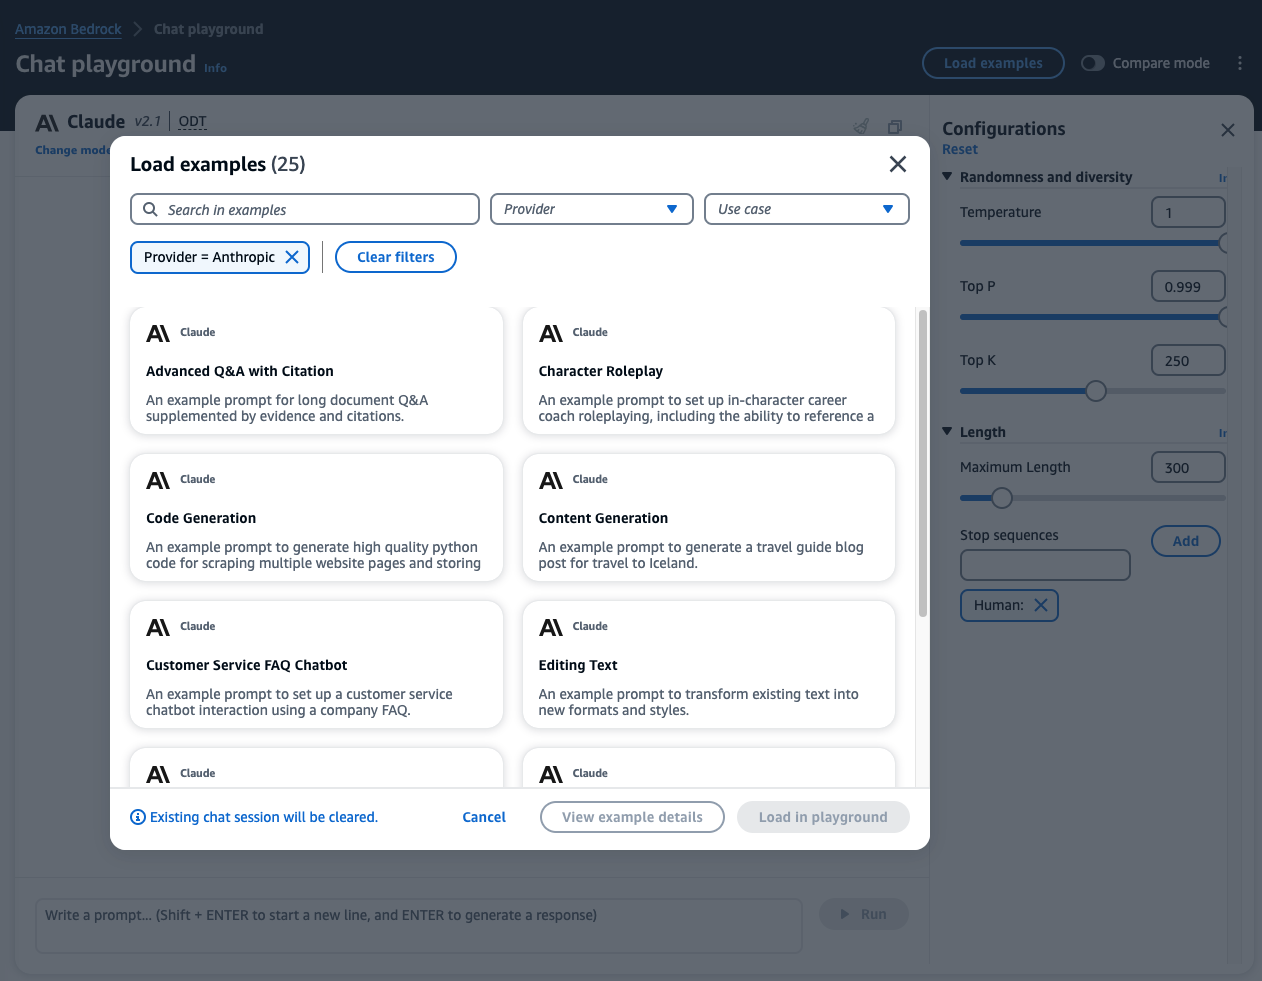 Amazon Bedrock Chat playground
Chat playground Info
Load examples
Compare mode
Claude v2.1 ODT
Change mode
Load examples (25)
Search in examples
Provider
Use case
Provider = Anthropic
Clear filters
Claude
Advanced Q&A with Citation
An example prompt for long document Q&A
supplemented by evidence and citations.
Claude
Character Roleplay
An example prompt to set up in-character career
coach roleplaying, including the ability to reference a
Claude
Code Generation
An example prompt to generate high quality python
code for scraping multiple website pages and storing
Claude
Content Generation
An example prompt to generate a travel guide blog
post for travel to Iceland.
Claude
Customer Service FAQ Chatbot
An example prompt to set up a customer service
chatbot interaction using a company FAQ.
Claude
Editing Text
An example prompt to transform existing text into
new formats and styles.
Claude
Claude
Existing chat session will be cleared.
Cancel
View example details
Load in playground
Write a prompt... (Shift + ENTER to start a new line, and ENTER to generate a response)
Run
Configurations
Reset
Randomness and diversity
Temperature 1
Top P 0.999
Top K 250
Length
Maximum Length 300
Stop sequences
Add
Human: